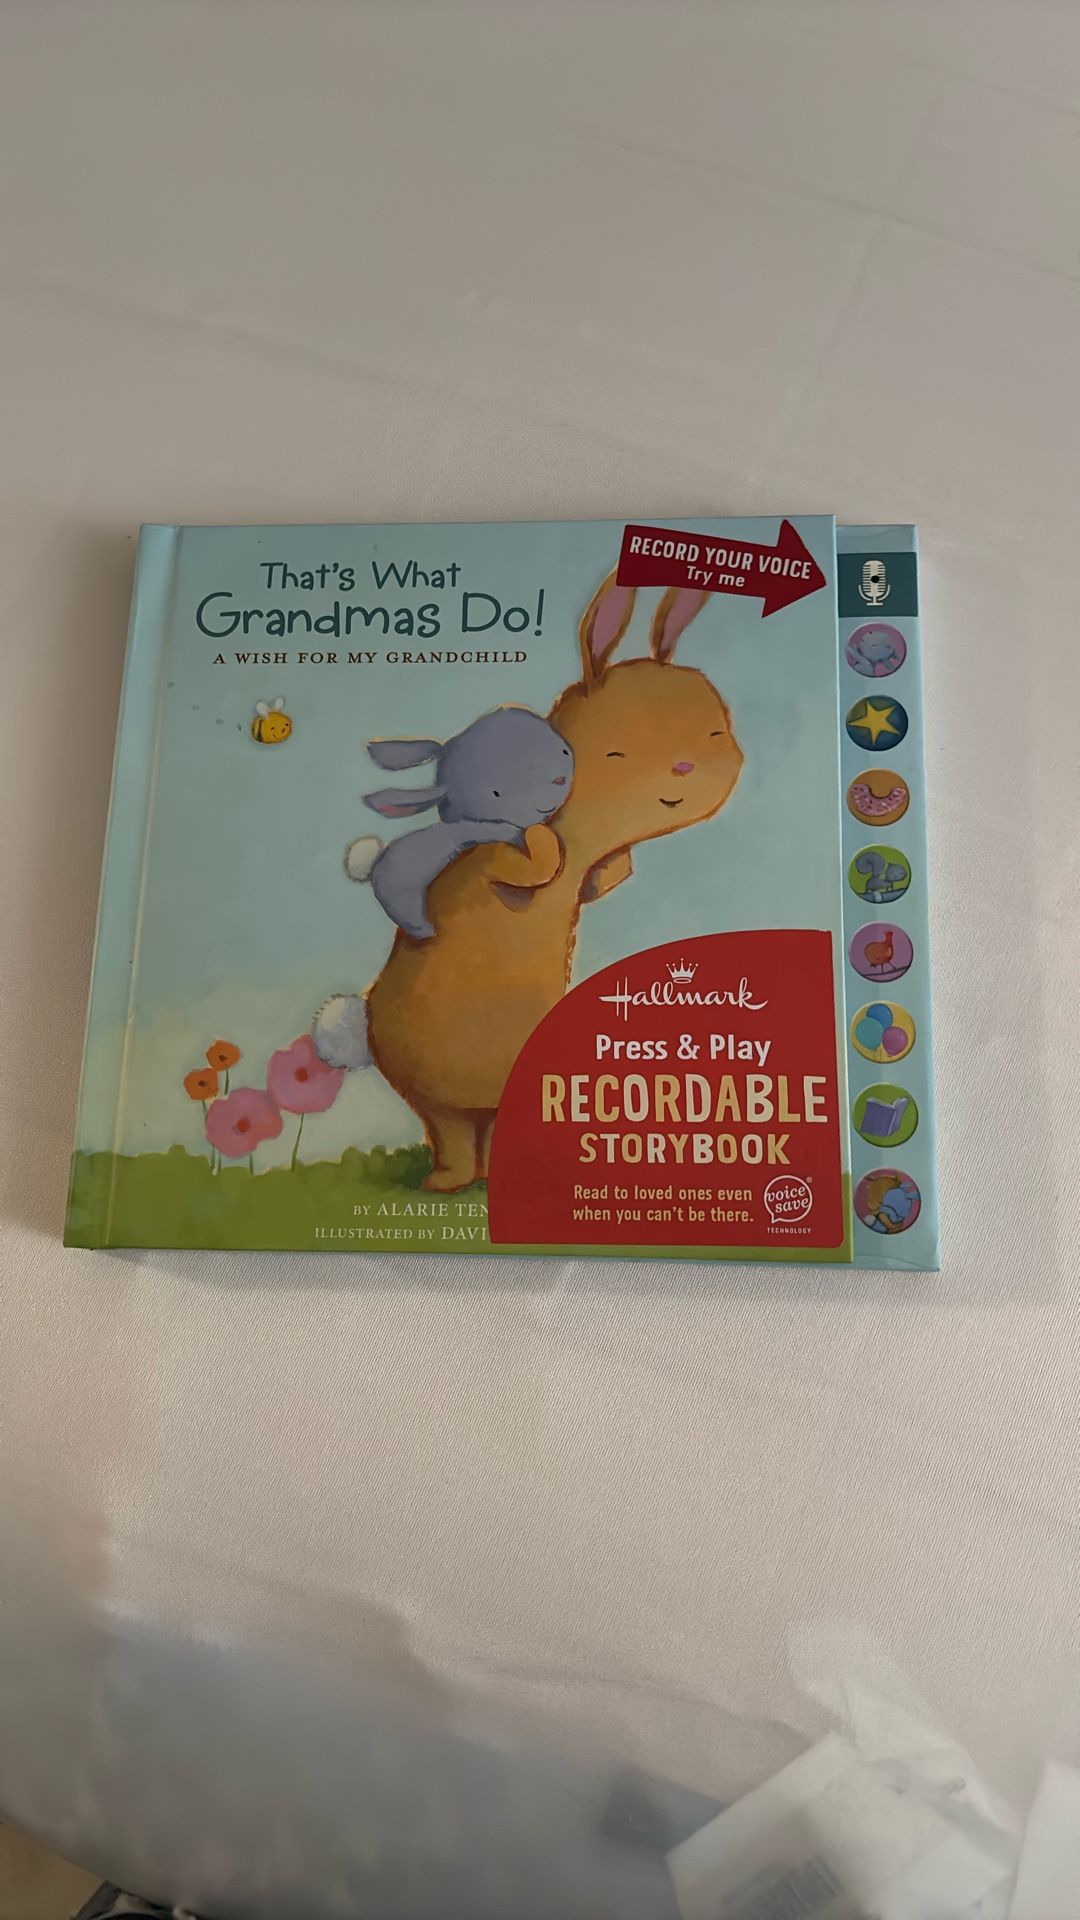 That's What
Grandmas Do!
A WISH FOR MY GRANDCHILD
RECORD YOUR VOICE
Try me
Hallmark
Press & Play
RECORDABLE
STORYBOOK
Read to loved ones even
when you can't be there.
voice
save®
TECHNOLOGY
BY ALARIE TEN
ILLUSTRATED BY DAVI